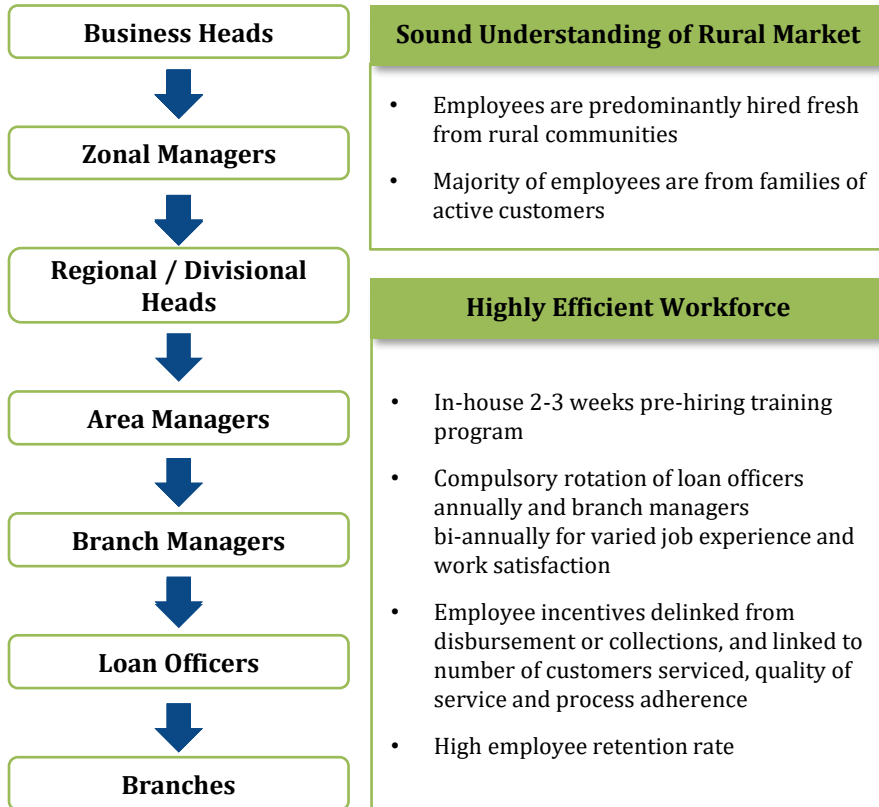 Business Heads
Zonal Managers
Regional / Divisional
Heads
Area Managers
Branch Managers
Loan Officers
Branches
Sound Understanding of Rural Market
• Employees are predominantly hired fresh
from rural communities
• Majority of employees are from families of
active customers
Highly Efficient Workforce
• In-house 2-3 weeks pre-hiring training
program
• Compulsory rotation of loan officers
annually and branch managers
bi-annually for varied job experience and
work satisfaction
• Employee incentives delinked from
disbursement or collections, and linked to
number of customers serviced, quality of
service and process adherence
• High employee retention rate